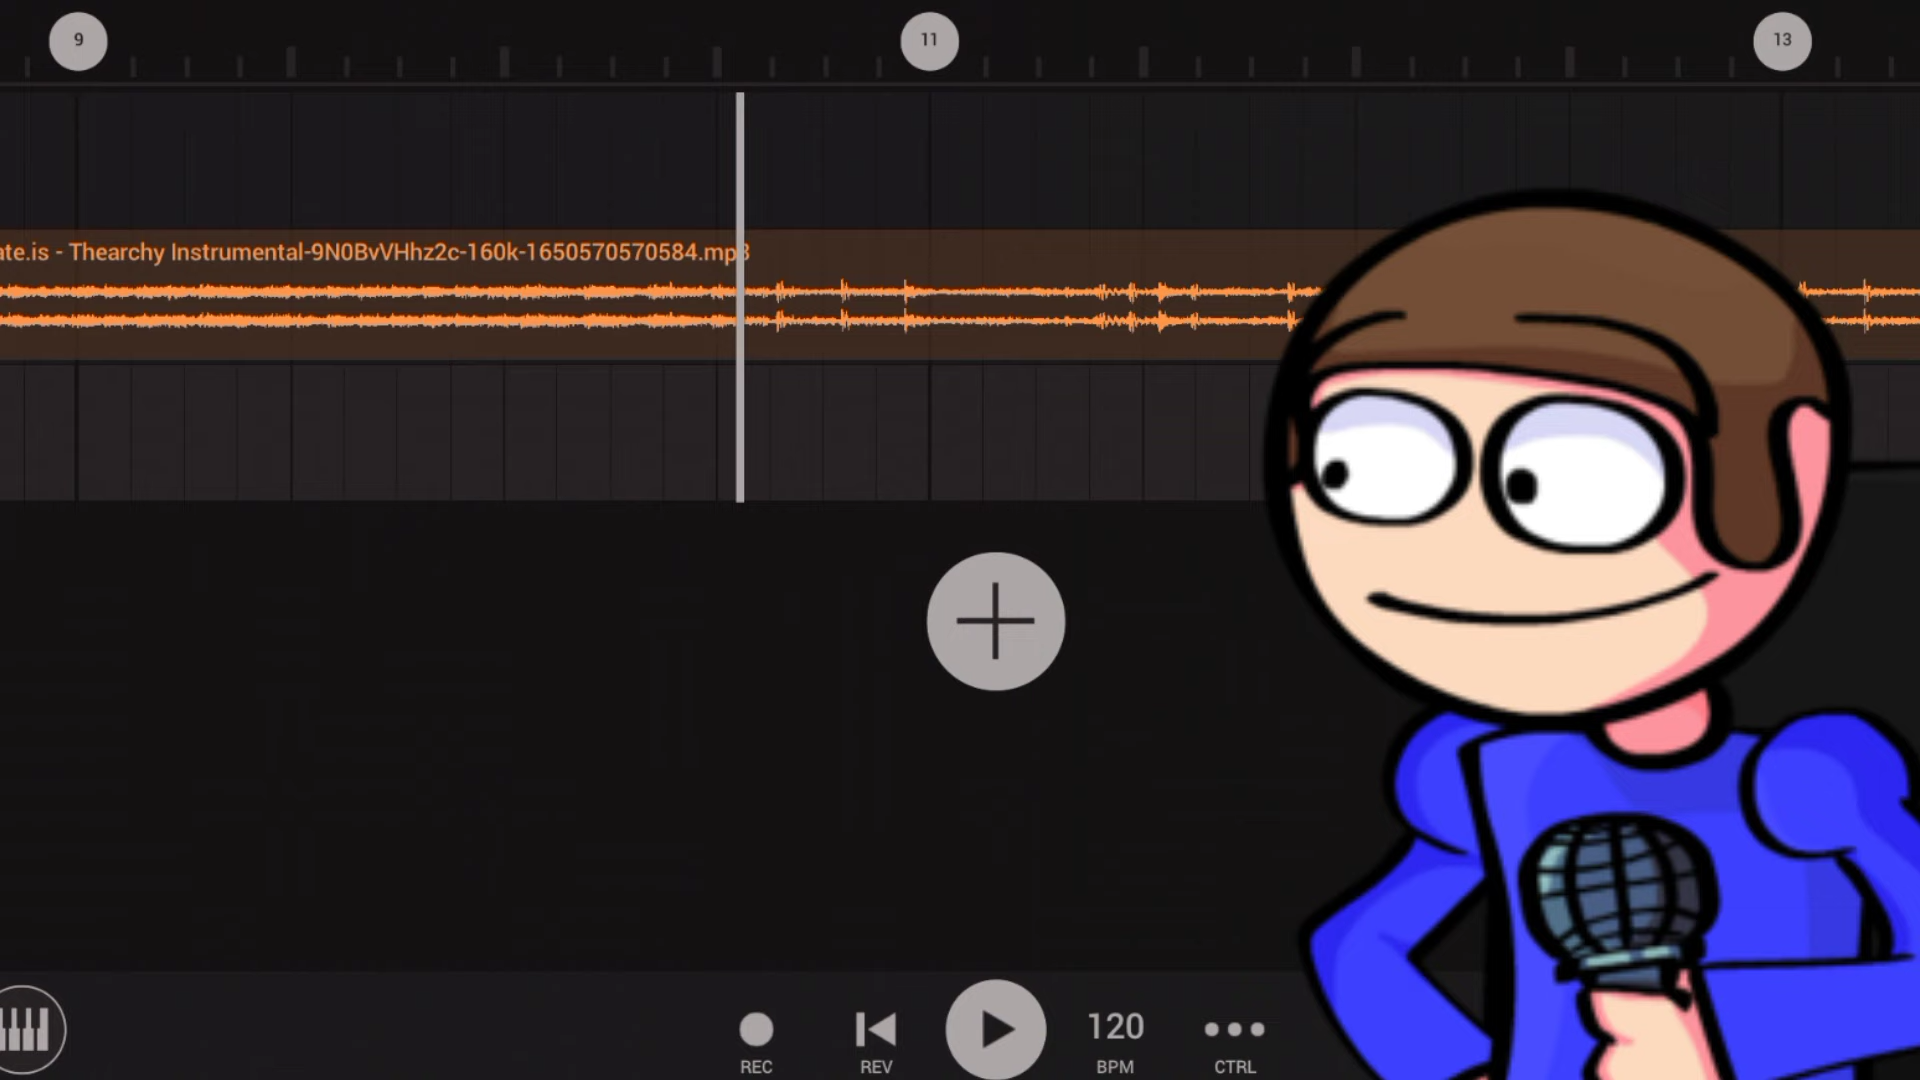 9
11
13
ate.is - Thearchy Instrumental-9N0BvVHhz2c-160k-1650570570584.mp3
120
REC
REV
BPM
CTRL